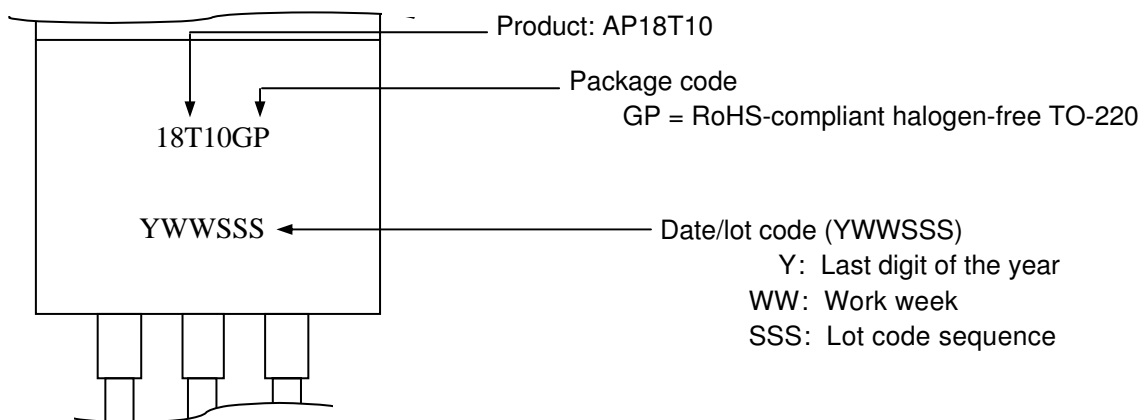 Product: AP18T10
Package code
GP = RoHS-compliant halogen-free TO-220
18T10GP
YWWSSS
Date/lot code (YWWSSS)
Y: Last digit of the year
WW: Work week
SSS: Lot code sequence